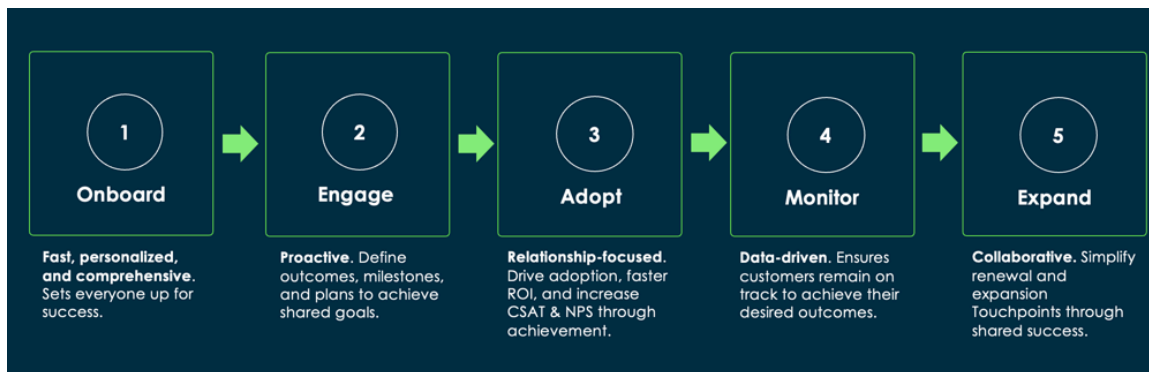 1
Onboard
Fast, personalized,
and comprehensive.
Sets everyone up for
success.
2
Engage
Proactive. Define
outcomes, milestones,
and plans to achieve
shared goals.
3
Adopt
Relationship-focused.
Drive adoption, faster
ROI, and increase
CSAT & NPS through
achievement.
4
Monitor
Data-driven. Ensures
customers remain on
track to achieve their
desired outcomes.
5
Expand
Collaborative. Simplify
renewal and
expansion
Touchpoints through
shared success.